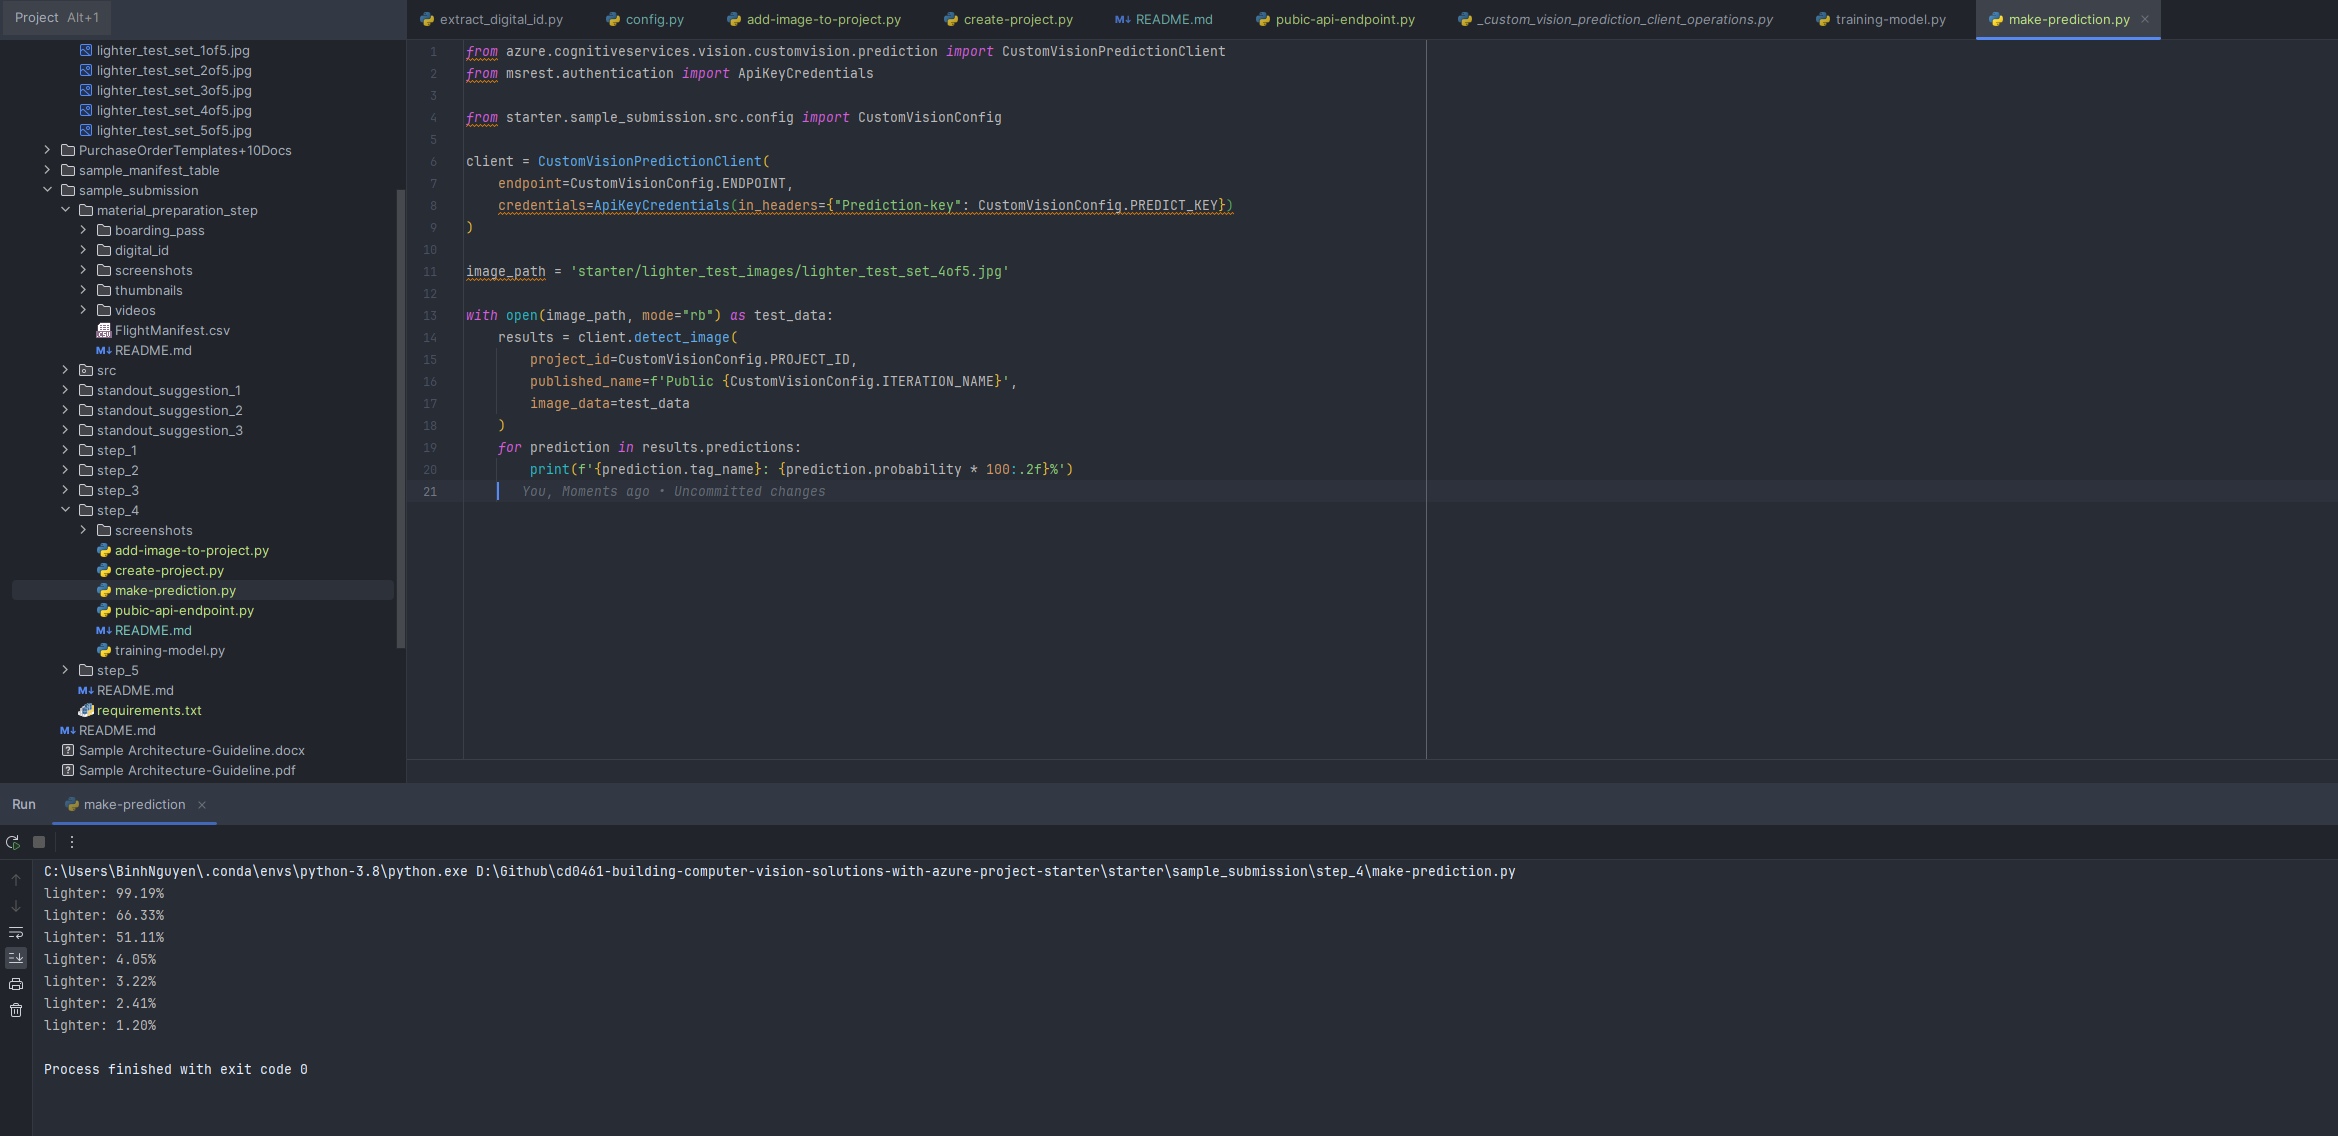 Project Alt+1
extract_digital_id.py config.py add-image-to-project.py create-project.py M↓ README.md pubic-api-endpoint.py _custom_vision_prediction_client_operations.py training-model.py make-prediction.py ×
lighter_test_set_1of5.jpg
lighter_test_set_2of5.jpg
lighter_test_set_3of5.jpg
lighter_test_set_4of5.jpg
lighter_test_set_5of5.jpg
PurchaseOrderTemplates+10Docs
sample_manifest_table
sample_submission
material_preparation_step
boarding_pass
digital_id
screenshots
thumbnails
videos
CSV FlightManifest.csv
M↓ README.md
src
standout_suggestion_1
standout_suggestion_2
standout_suggestion_3
step_1
step_2
step_3
step_4
screenshots
add-image-to-project.py
create-project.py
make-prediction.py
pubic-api-endpoint.py
M↓ README.md
training-model.py
step_5
M↓ README.md
requirements.txt
M↓ README.md
? Sample Architecture-Guideline.docx
? Sample Architecture-Guideline.pdf
1 from azure.cognitiveservices.vision.customvision.prediction import CustomVisionPredictionClient
2 from msrest.authentication import ApiKeyCredentials
3
4 from starter.sample_submission.src.config import CustomVisionConfig
5
6 client = CustomVisionPredictionClient(
7 endpoint=CustomVisionConfig.ENDPOINT,
8 credentials=ApiKeyCredentials(in_headers={"Prediction-key": CustomVisionConfig.PREDICT_KEY})
9 )
10
11 image_path = 'starter/lighter_test_images/lighter_test_set_4of5.jpg'
12
13 with open(image_path, mode="rb") as test_data:
14 results = client.detect_image(
15 project_id=CustomVisionConfig.PROJECT_ID,
16 published_name=f'Public {CustomVisionConfig.ITERATION_NAME}',
17 image_data=test_data
18 )
19 for prediction in results.predictions:
20 print(f'{prediction.tag_name}: {prediction.probability * 100:.2f}%')
21 You, Moments ago • Uncommitted changes
Run make-prediction ×
C:\Users\BinhNguyen\.conda\envs\python-3.8\python.exe D:\Github\cd0461-building-computer-vision-solutions-with-azure-project-starter\starter\sample_submission\step_4\make-prediction.py
lighter: 99.19%
lighter: 66.33%
lighter: 51.11%
lighter: 4.05%
lighter: 3.22%
lighter: 2.41%
lighter: 1.20%
Process finished with exit code 0